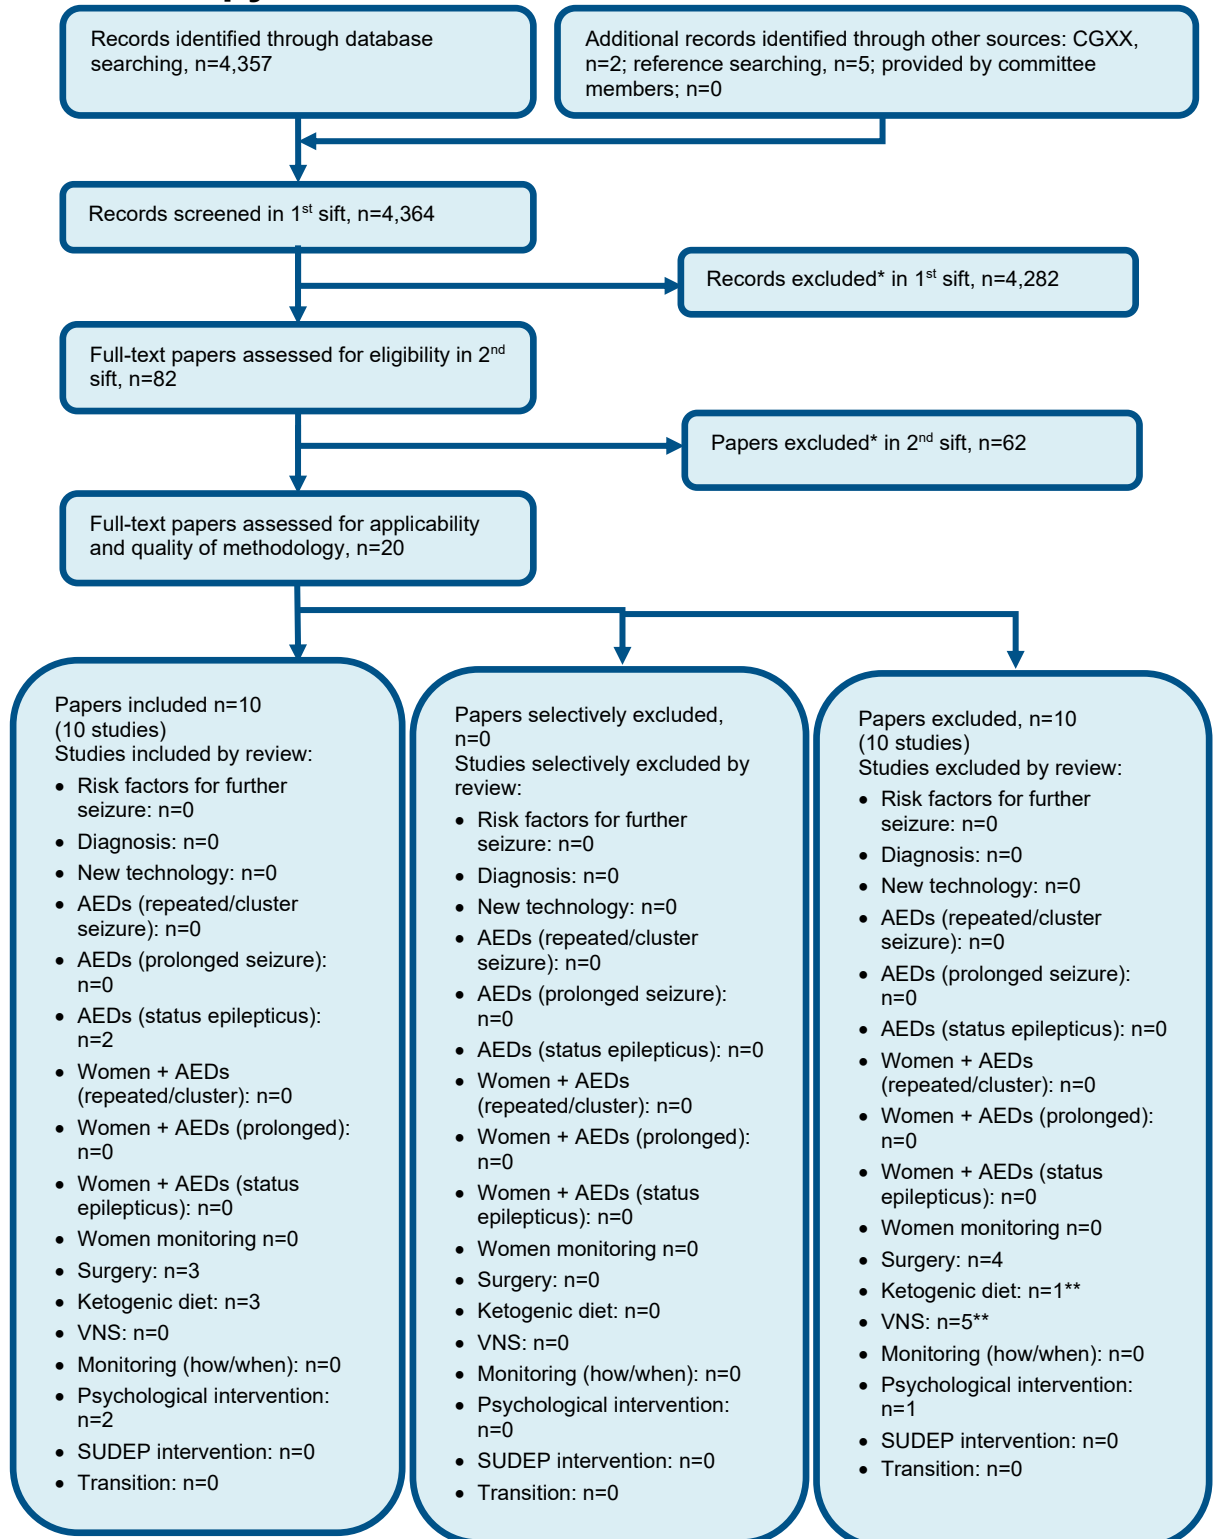 Records identified through database
searching, n=4,357
Additional records identified through other sources: CGXX,
n=2; reference searching, n=5; provided by committee
members; n=0
Records screened in 1st sift, n=4,364
Records excluded* in 1st sift, n=4,282
Full-text papers assessed for eligibility in 2nd
sift, n=82
Papers excluded* in 2nd sift, n=62
Full-text papers assessed for applicability
and quality of methodology, n=20
Papers included n=10
(10 studies)
Studies included by review:
• Risk factors for further
seizure: n=0
• Diagnosis: n=0
• New technology: n=0
• AEDs (repeated/cluster
seizure): n=0
• AEDs (prolonged seizure):
n=0
• AEDs (status epilepticus):
n=2
• Women + AEDs
(repeated/cluster): n=0
• Women + AEDs (prolonged):
n=0
• Women + AEDs (status
epilepticus): n=0
• Women monitoring n=0
• Surgery: n=3
• Ketogenic diet: n=3
• VNS: n=0
• Monitoring (how/when): n=0
• Psychological intervention:
n=2
• SUDEP intervention: n=0
• Transition: n=0
Papers selectively excluded,
n=0
Studies selectively excluded by
review:
• Risk factors for further
seizure: n=0
• Diagnosis: n=0
• New technology: n=0
• AEDs (repeated/cluster
seizure): n=0
• AEDs (prolonged seizure):
n=0
• AEDs (status epilepticus): n=0
• Women + AEDs
(repeated/cluster): n=0
• Women + AEDs (prolonged):
n=0
• Women + AEDs (status
epilepticus): n=0
• Women monitoring n=0
• Surgery: n=0
• Ketogenic diet: n=0
• VNS: n=0
• Monitoring (how/when): n=0
• Psychological intervention:
n=0
• SUDEP intervention: n=0
• Transition: n=0
Papers excluded, n=10
(10 studies)
Studies excluded by review:
• Risk factors for further
seizure: n=0
• Diagnosis: n=0
• New technology: n=0
• AEDs (repeated/cluster
seizure): n=0
• AEDs (prolonged seizure):
n=0
• AEDs (status epilepticus): n=0
• Women + AEDs
(repeated/cluster): n=0
• Women + AEDs (prolonged):
n=0
• Women + AEDs (status
epilepticus): n=0
• Women monitoring n=0
• Surgery: n=4
• Ketogenic diet: n=1**
• VNS: n=5**
• Monitoring (how/when): n=0
• Psychological intervention:
n=1
• SUDEP intervention: n=0
• Transition: n=0